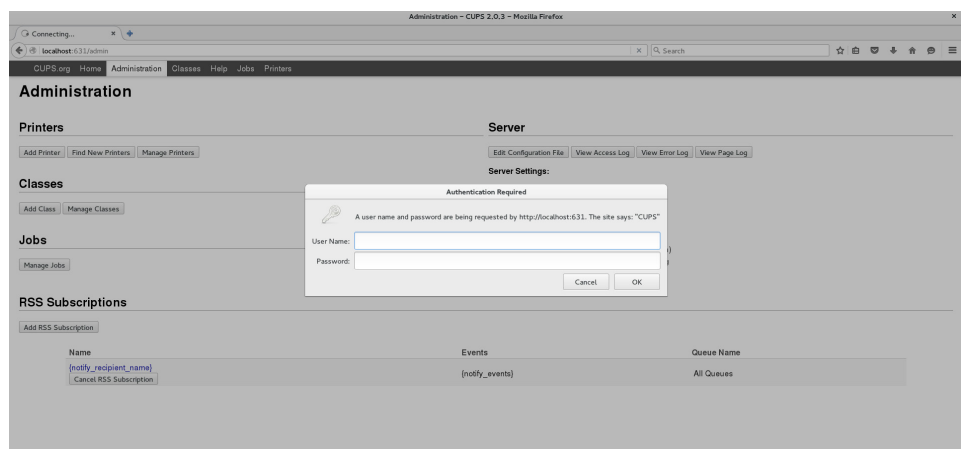 Administration - CUPS 2.0.3 - Mozilla Firefox
Connecting...
localhost:631/admin
Search
CUPS.org Home Administration Classes Help Jobs Printers
Administration
Printers
Add Printer Find New Printers Manage Printers
Server
Edit Configuration File View Access Log View Error Log View Page Log
Server Settings:
Classes
Add Class Manage Classes
Jobs
Manage Jobs
Authentication Required
A user name and password are being requested by http://localhost:631. The site says: "CUPS"
User Name:
Password:
Cancel OK
RSS Subscriptions
Add RSS Subscription
Name Events Queue Name
{notify_recipient_name} {notify_events} All Queues
Cancel RSS Subscription